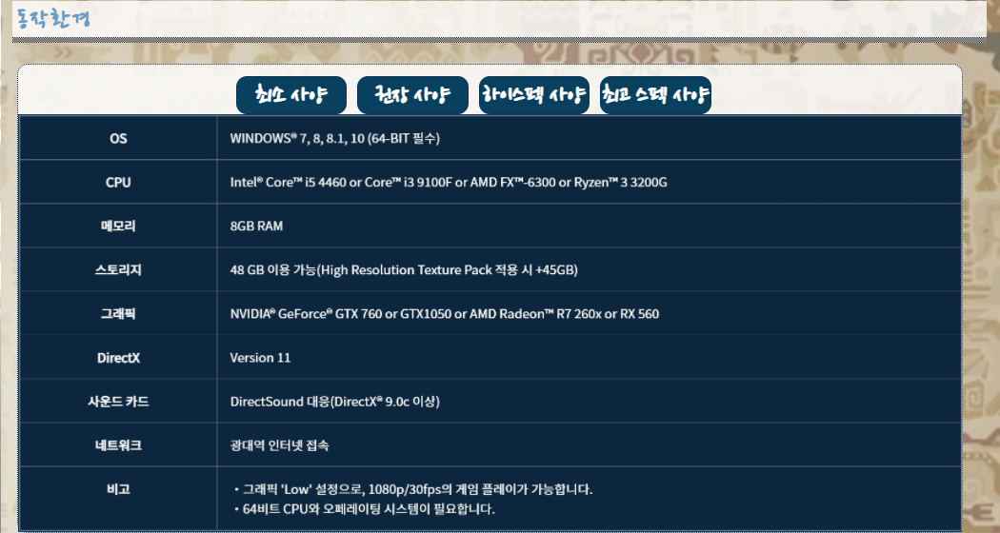 동작환경
최소 사양 권장 사양 하이스펙 사양 최고 스펙 사양
OS WINDOWS® 7, 8, 8.1, 10 (64-BIT 필수)
CPU Intel® Core™ i5 4460 or Core™ i3 9100F or AMD FX™-6300 or Ryzen™ 3 3200G
메모리 8GB RAM
스토리지 48 GB 이용 가능(High Resolution Texture Pack 적용 시 +45GB)
그래픽 NVIDIA® GeForce® GTX 760 or GTX1050 or AMD Radeon™ R7 260x or RX 560
DirectX Version 11
사운드 카드 DirectSound 대응(DirectX® 9.0c 이상)
네트워크 광대역 인터넷 접속
비고 ・그래픽 'Low' 설정으로, 1080p/30fps의 게임 플레이가 가능합니다.
・64비트 CPU와 오페레이팅 시스템이 필요합니다.